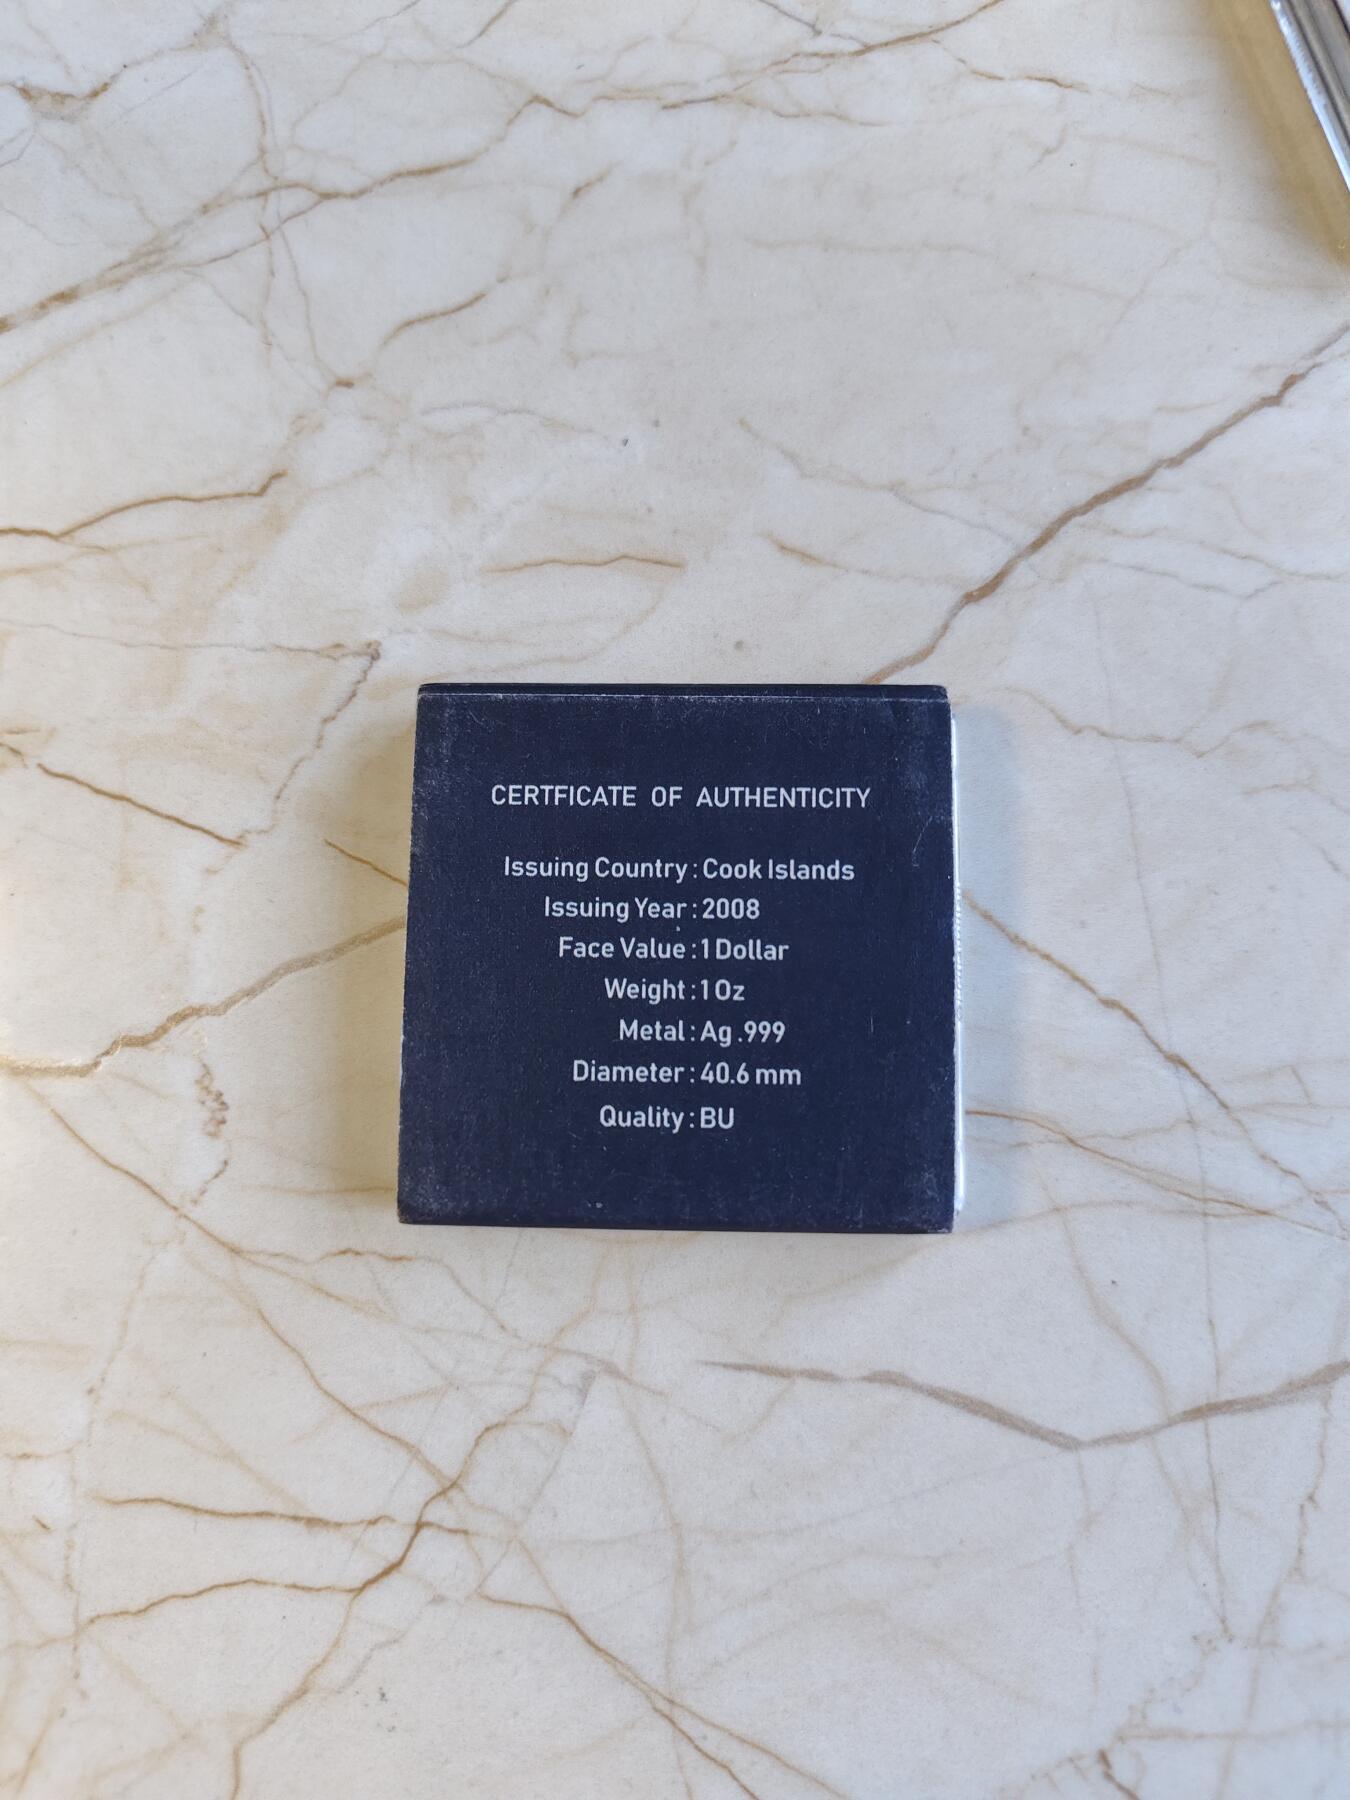 CERTFICATE OF AUTHENTICITY
Issuing Country : Cook Islands
Issuing Year : 2008
Face Value : 1 Dollar
Weight : 1 Oz
Metal : Ag .999
Diameter : 40.6 mm
Quality : BU